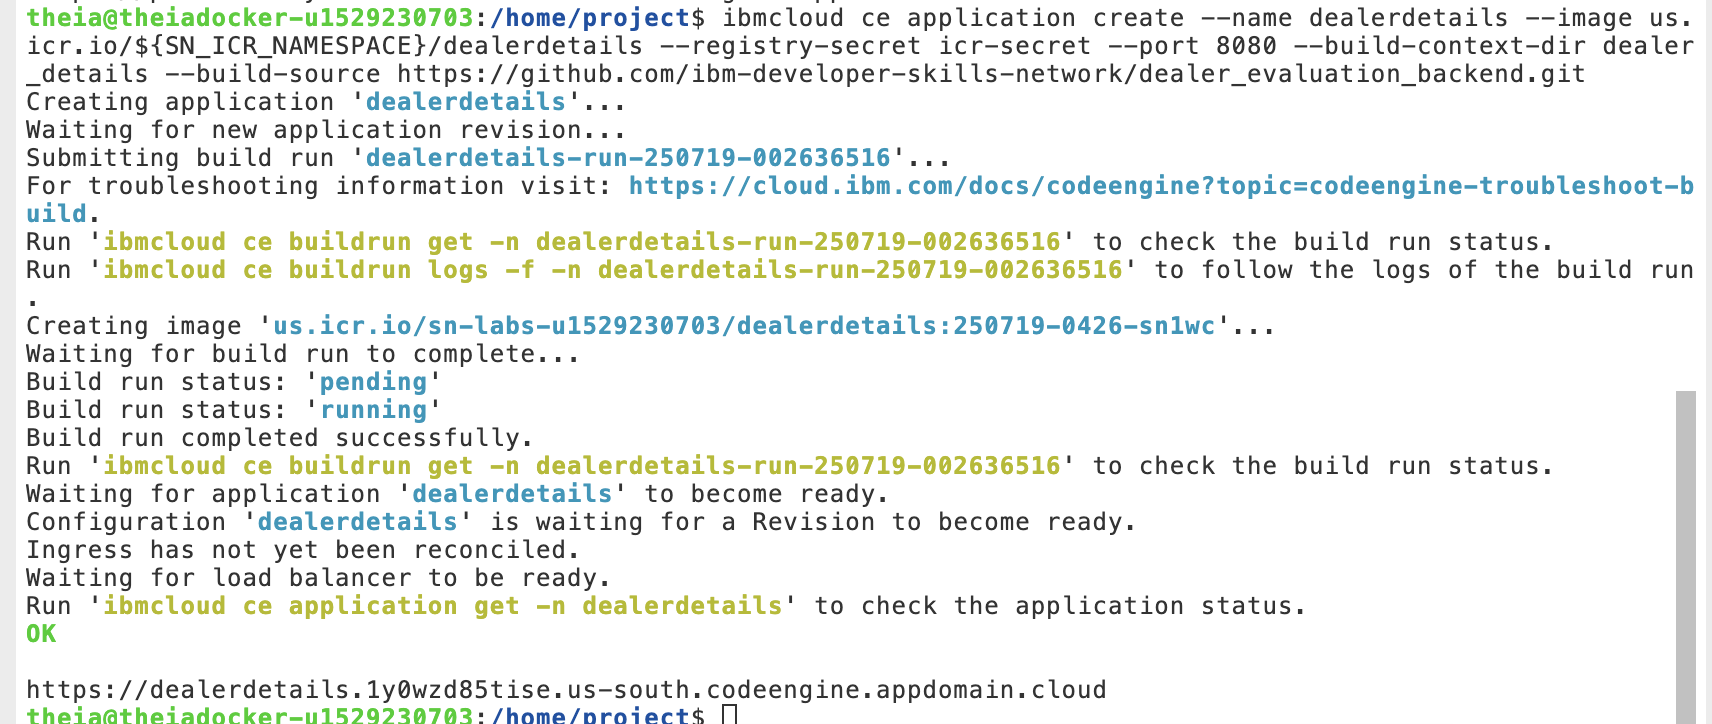 theia@theiadocker-u1529230703:/home/project$ ibmcloud ce application create --name dealerdetails --image us.
icr.io/${SN_ICR_NAMESPACE}/dealerdetails --registry-secret icr-secret --port 8080 --build-context-dir dealer
_details --build-source https://github.com/ibm-developer-skills-network/dealer_evaluation_backend.git
Creating application 'dealerdetails'...
Waiting for new application revision...
Submitting build run 'dealerdetails-run-250719-002636516'...
For troubleshooting information visit: https://cloud.ibm.com/docs/codeengine?topic=codeengine-troubleshoot-b
uild.
Run 'ibmcloud ce buildrun get -n dealerdetails-run-250719-002636516' to check the build run status.
Run 'ibmcloud ce buildrun logs -f -n dealerdetails-run-250719-002636516' to follow the logs of the build run
.
Creating image 'us.icr.io/sn-labs-u1529230703/dealerdetails:250719-0426-sn1wc'...
Waiting for build run to complete...
Build run status: 'pending'
Build run status: 'running'
Build run completed successfully.
Run 'ibmcloud ce buildrun get -n dealerdetails-run-250719-002636516' to check the build run status.
Waiting for application 'dealerdetails' to become ready.
Configuration 'dealerdetails' is waiting for a Revision to become ready.
Ingress has not yet been reconciled.
Waiting for load balancer to be ready.
Run 'ibmcloud ce application get -n dealerdetails' to check the application status.
OK
https://dealerdetails.1y0wzd85tise.us-south.codeengine.appdomain.cloud
theia@theiadocker-u1529230703:/home/project$